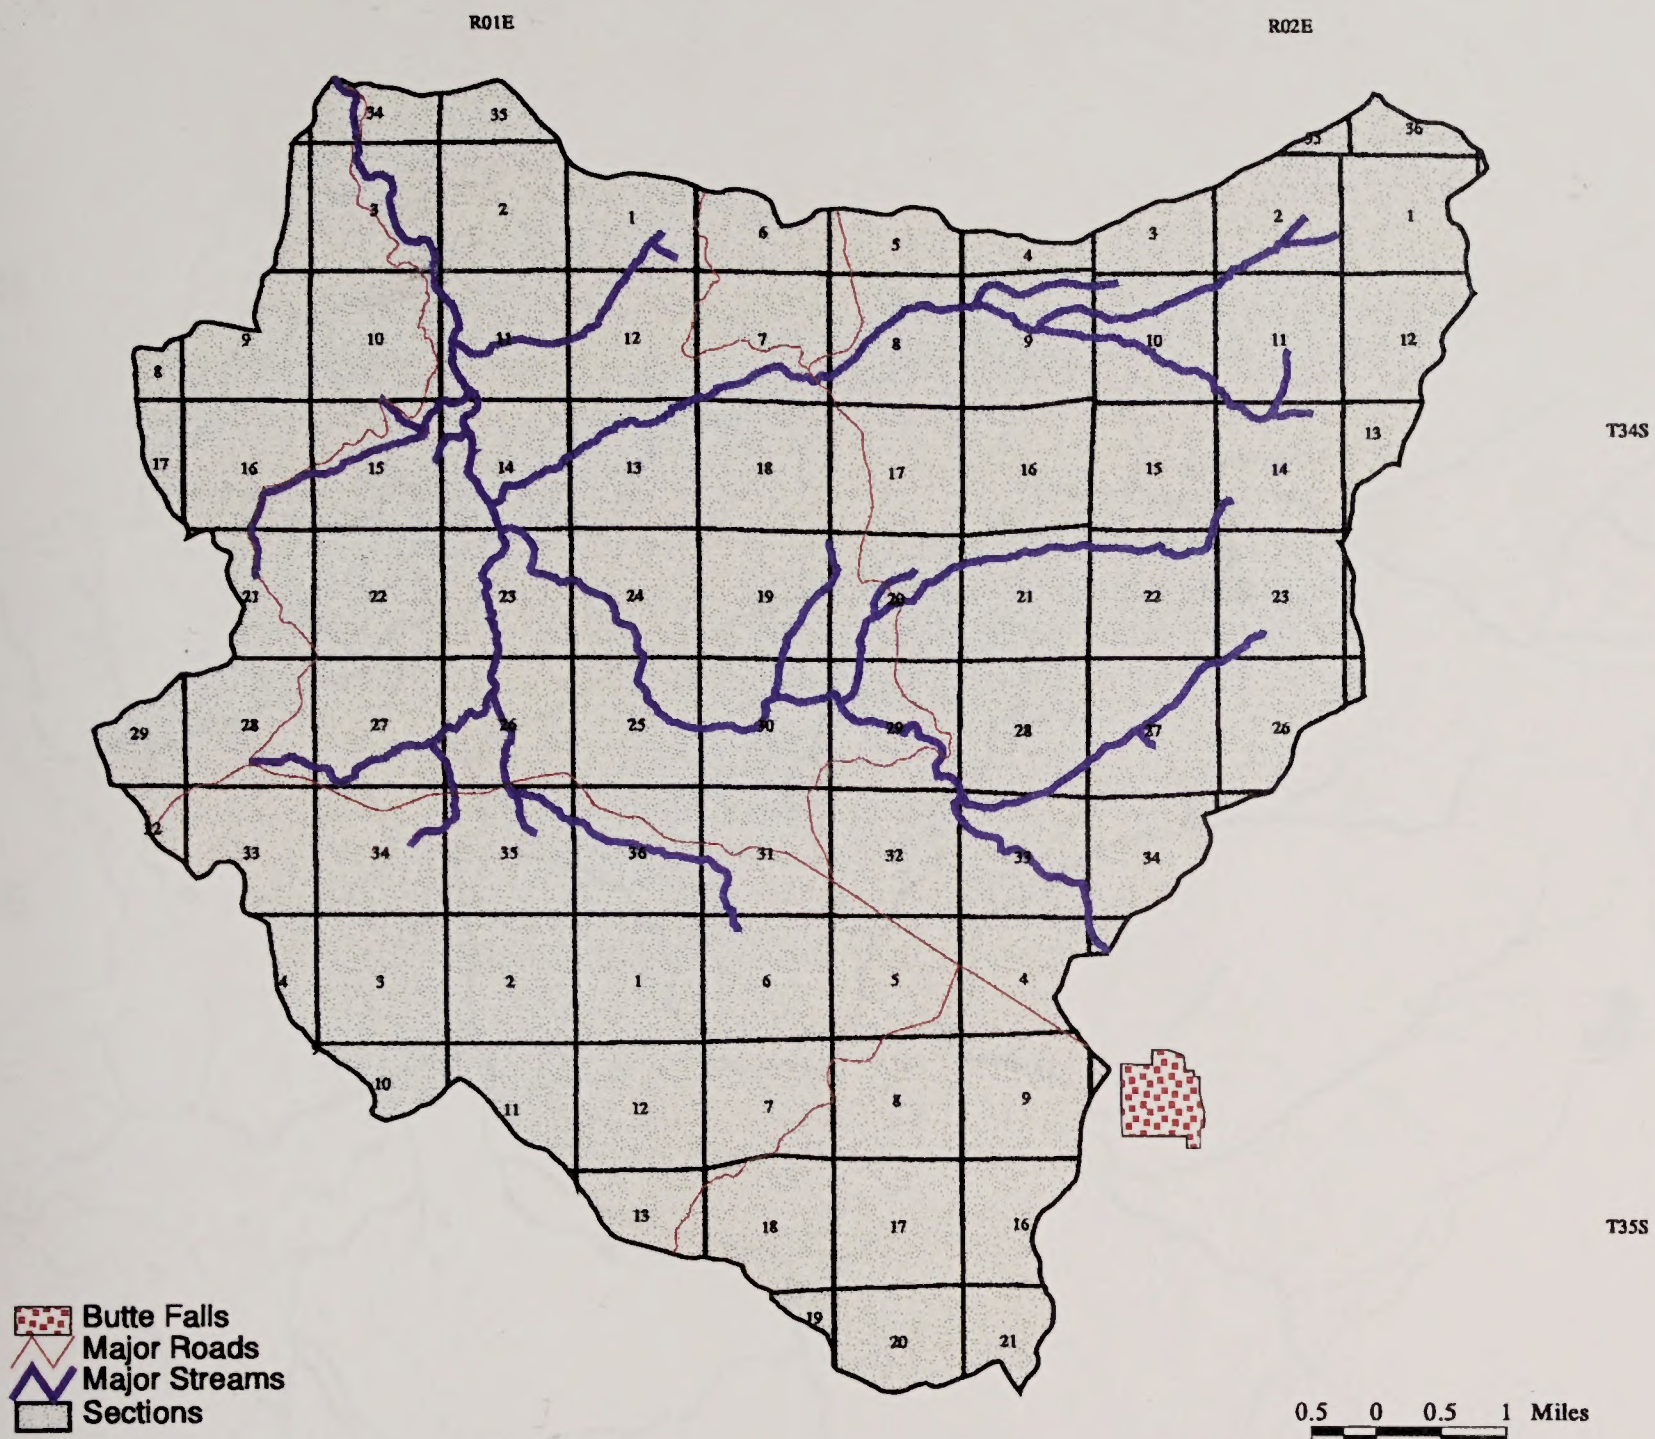 R01E R02E
34 35 35 36
3 2 1 6 5 4 3 2 1
9 10 11 12 7 8 9 10 11 12
8
T34S
17 16 15 14 13 18 17 16 15 14 13
21 22 23 24 19 20 21 22 23
29 28 27 26 25 30 29 28 27 26
32 33 34 35 36 31 32 33 34
4 3 2 1 6 5 4
10 11 12 7 8 9
13 18 17 16
T35S
19 20 21
Butte Falls
Major Roads
Major Streams
Sections
0.5 0 0.5 1 Miles